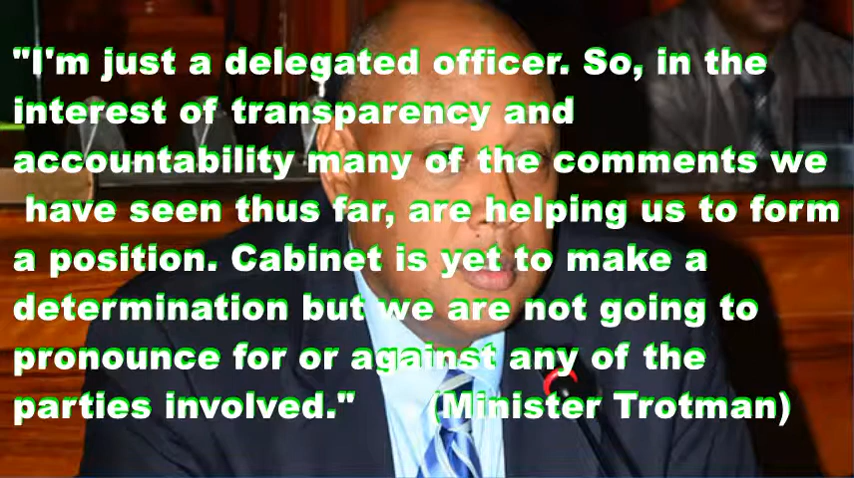 "I'm just a delegated officer. So, in the
interest of transparency and
accountability many of the comments we
have seen thus far, are helping us to form
a position. Cabinet is yet to make a
determination but we are not going to
pronounce for or against any of the
parties involved." (Minister Trotman)